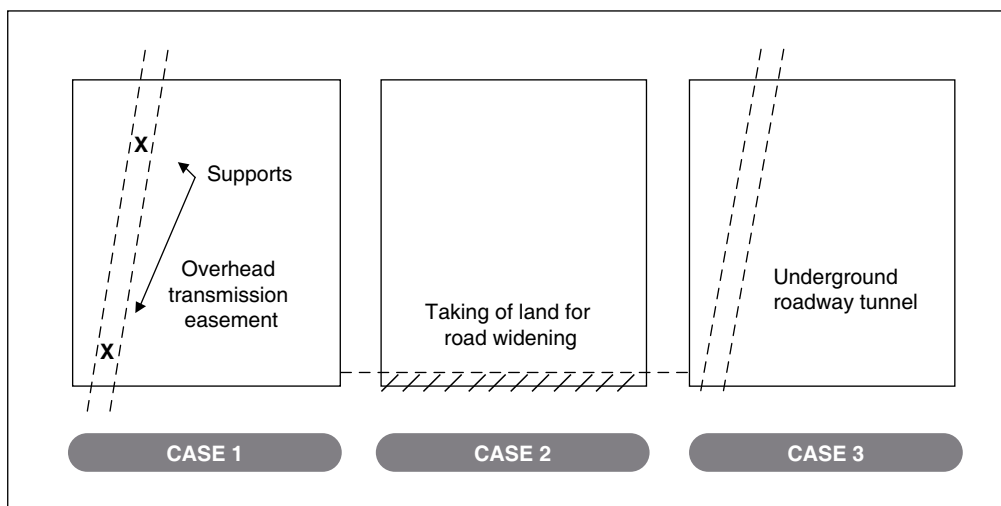 X
Supports
Overhead
transmission
easement
X
CASE 1
Taking of land for
road widening
CASE 2
Underground
roadway tunnel
CASE 3